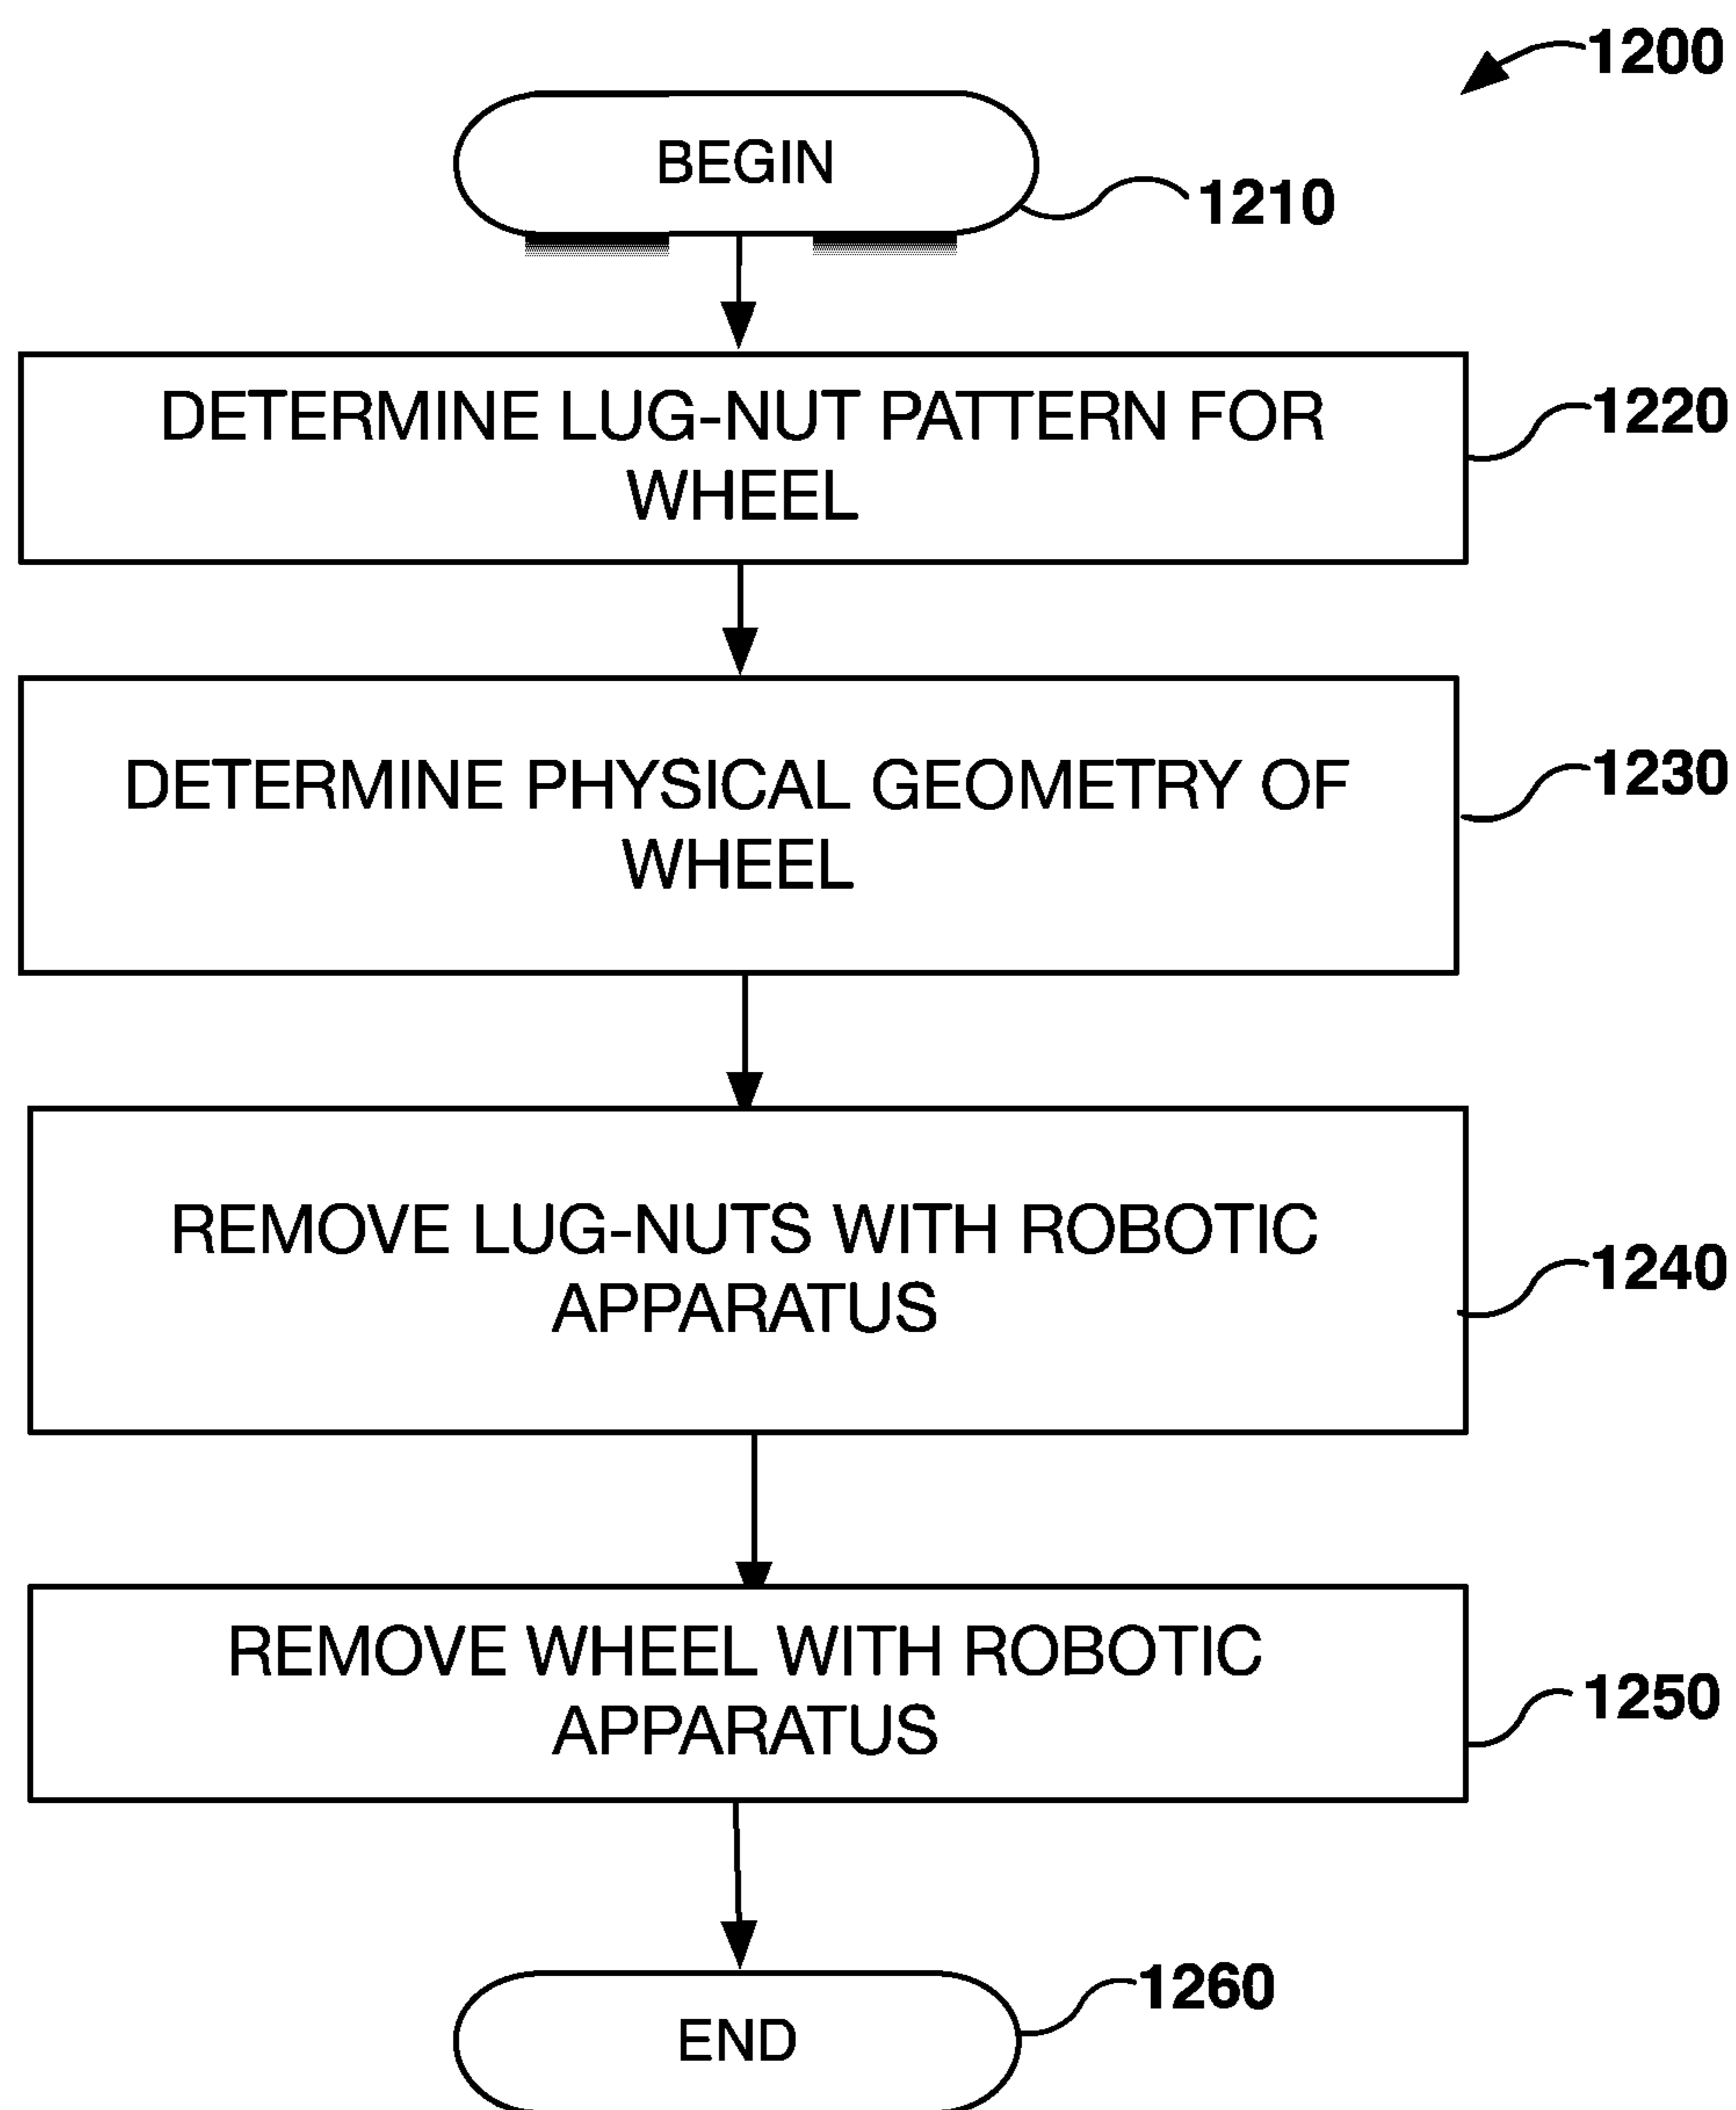 1200
BEGIN
1210
DETERMINE LUG-NUT PATTERN FOR
WHEEL
1220
DETERMINE PHYSICAL GEOMETRY OF
WHEEL
1230
REMOVE LUG-NUTS WITH ROBOTIC
APPARATUS
1240
REMOVE WHEEL WITH ROBOTIC
APPARATUS
1250
END
1260